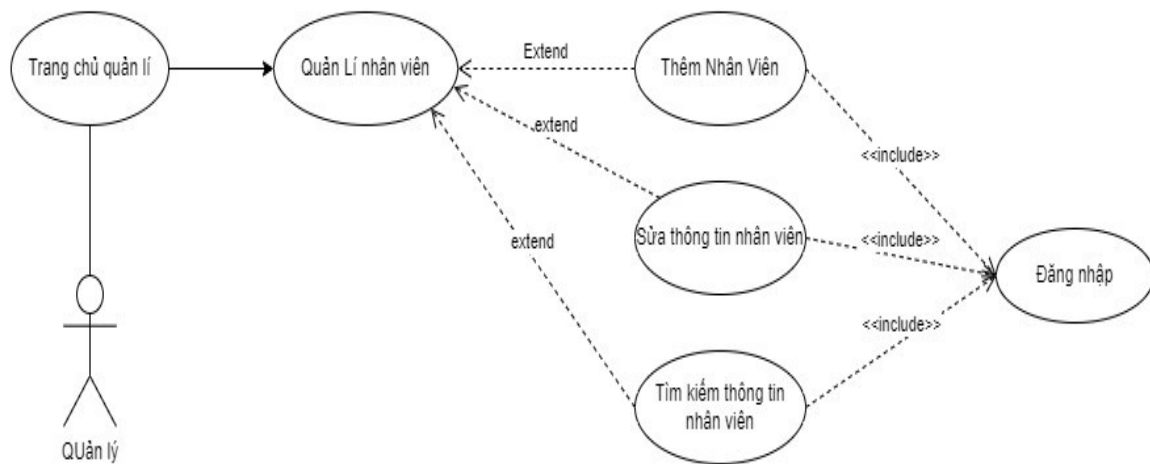 Trang chủ quản lí
Quản Lí nhân viên
Extend
Thêm Nhân Viên
extend
<<include>>
Sửa thông tin nhân viên
<<include>>
extend
Đăng nhập
<<include>>
Tìm kiếm thông tin
nhân viên
QUản lý